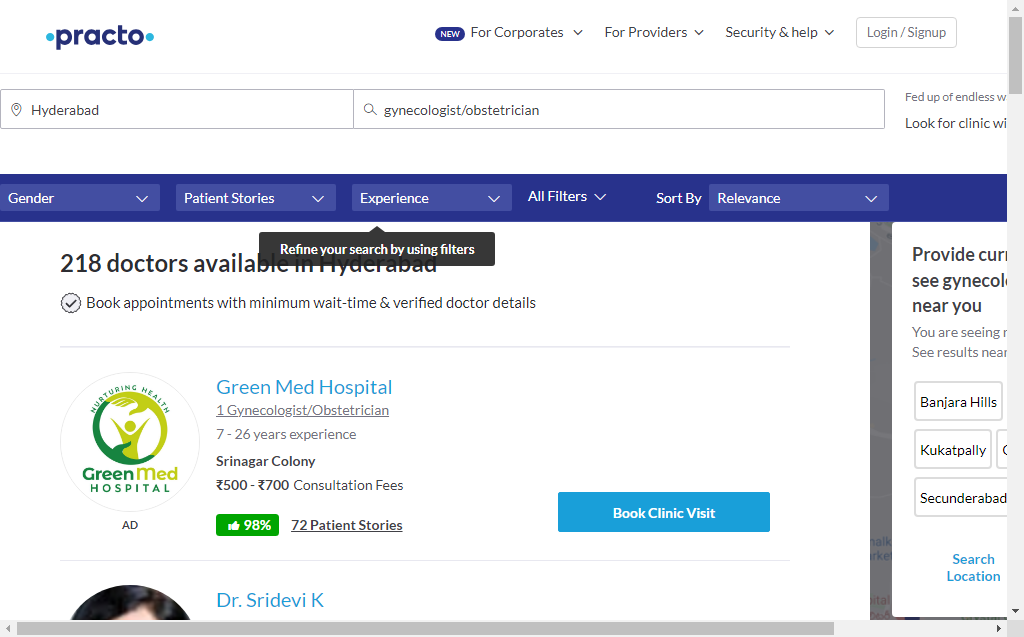 practo
NEW For Corporates
For Providers
Security & help
Login / Signup
Hyderabad
gynecologist/obstetrician
Fed up of endless w
Look for clinic wi
Gender
Patient Stories
Experience
All Filters
Sort By
Relevance
Refine your search by using filters
218 doctors available in Hyderabad
Book appointments with minimum wait-time & verified doctor details
Green Med Hospital
1 Gynecologist/Obstetrician
7 - 26 years experience
Srinagar Colony
₹500 - ₹700 Consultation Fees
98%
72 Patient Stories
Book Clinic Visit
NURTURING HEALTH
GreenMed
HOSPITAL
AD
Dr. Sridevi K
Provide curr
see gynecol
near you
You are seeing r
See results near
Banjara Hills
Kukatpally
Secunderabad
Search
Location